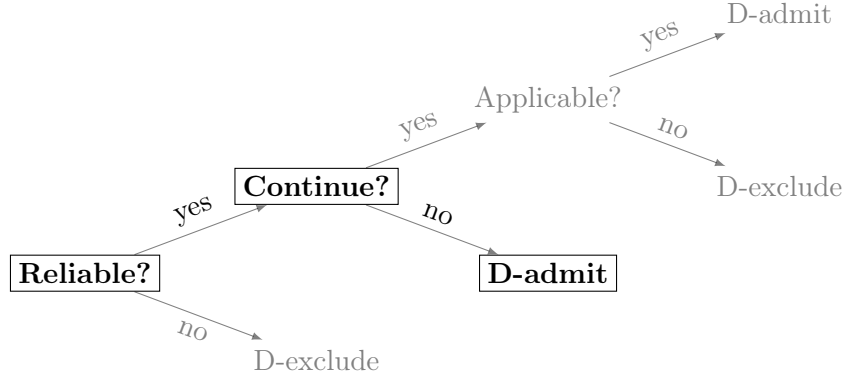 D-admit
yes
Applicable?
yes
no
Continue?
D-exclude
yes
no
Reliable?
D-admit
no
D-exclude